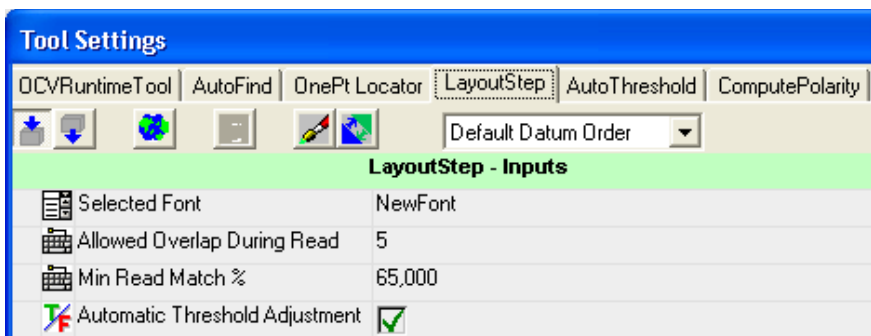 Tool Settings
OCVRuntimeTool AutoFind OnePt Locator LayoutStep AutoThreshold ComputePolarity
Default Datum Order
LayoutStep - Inputs
Selected Font NewFont
Allowed Overlap During Read 5
Min Read Match % 65,000
T/F Automatic Threshold Adjustment